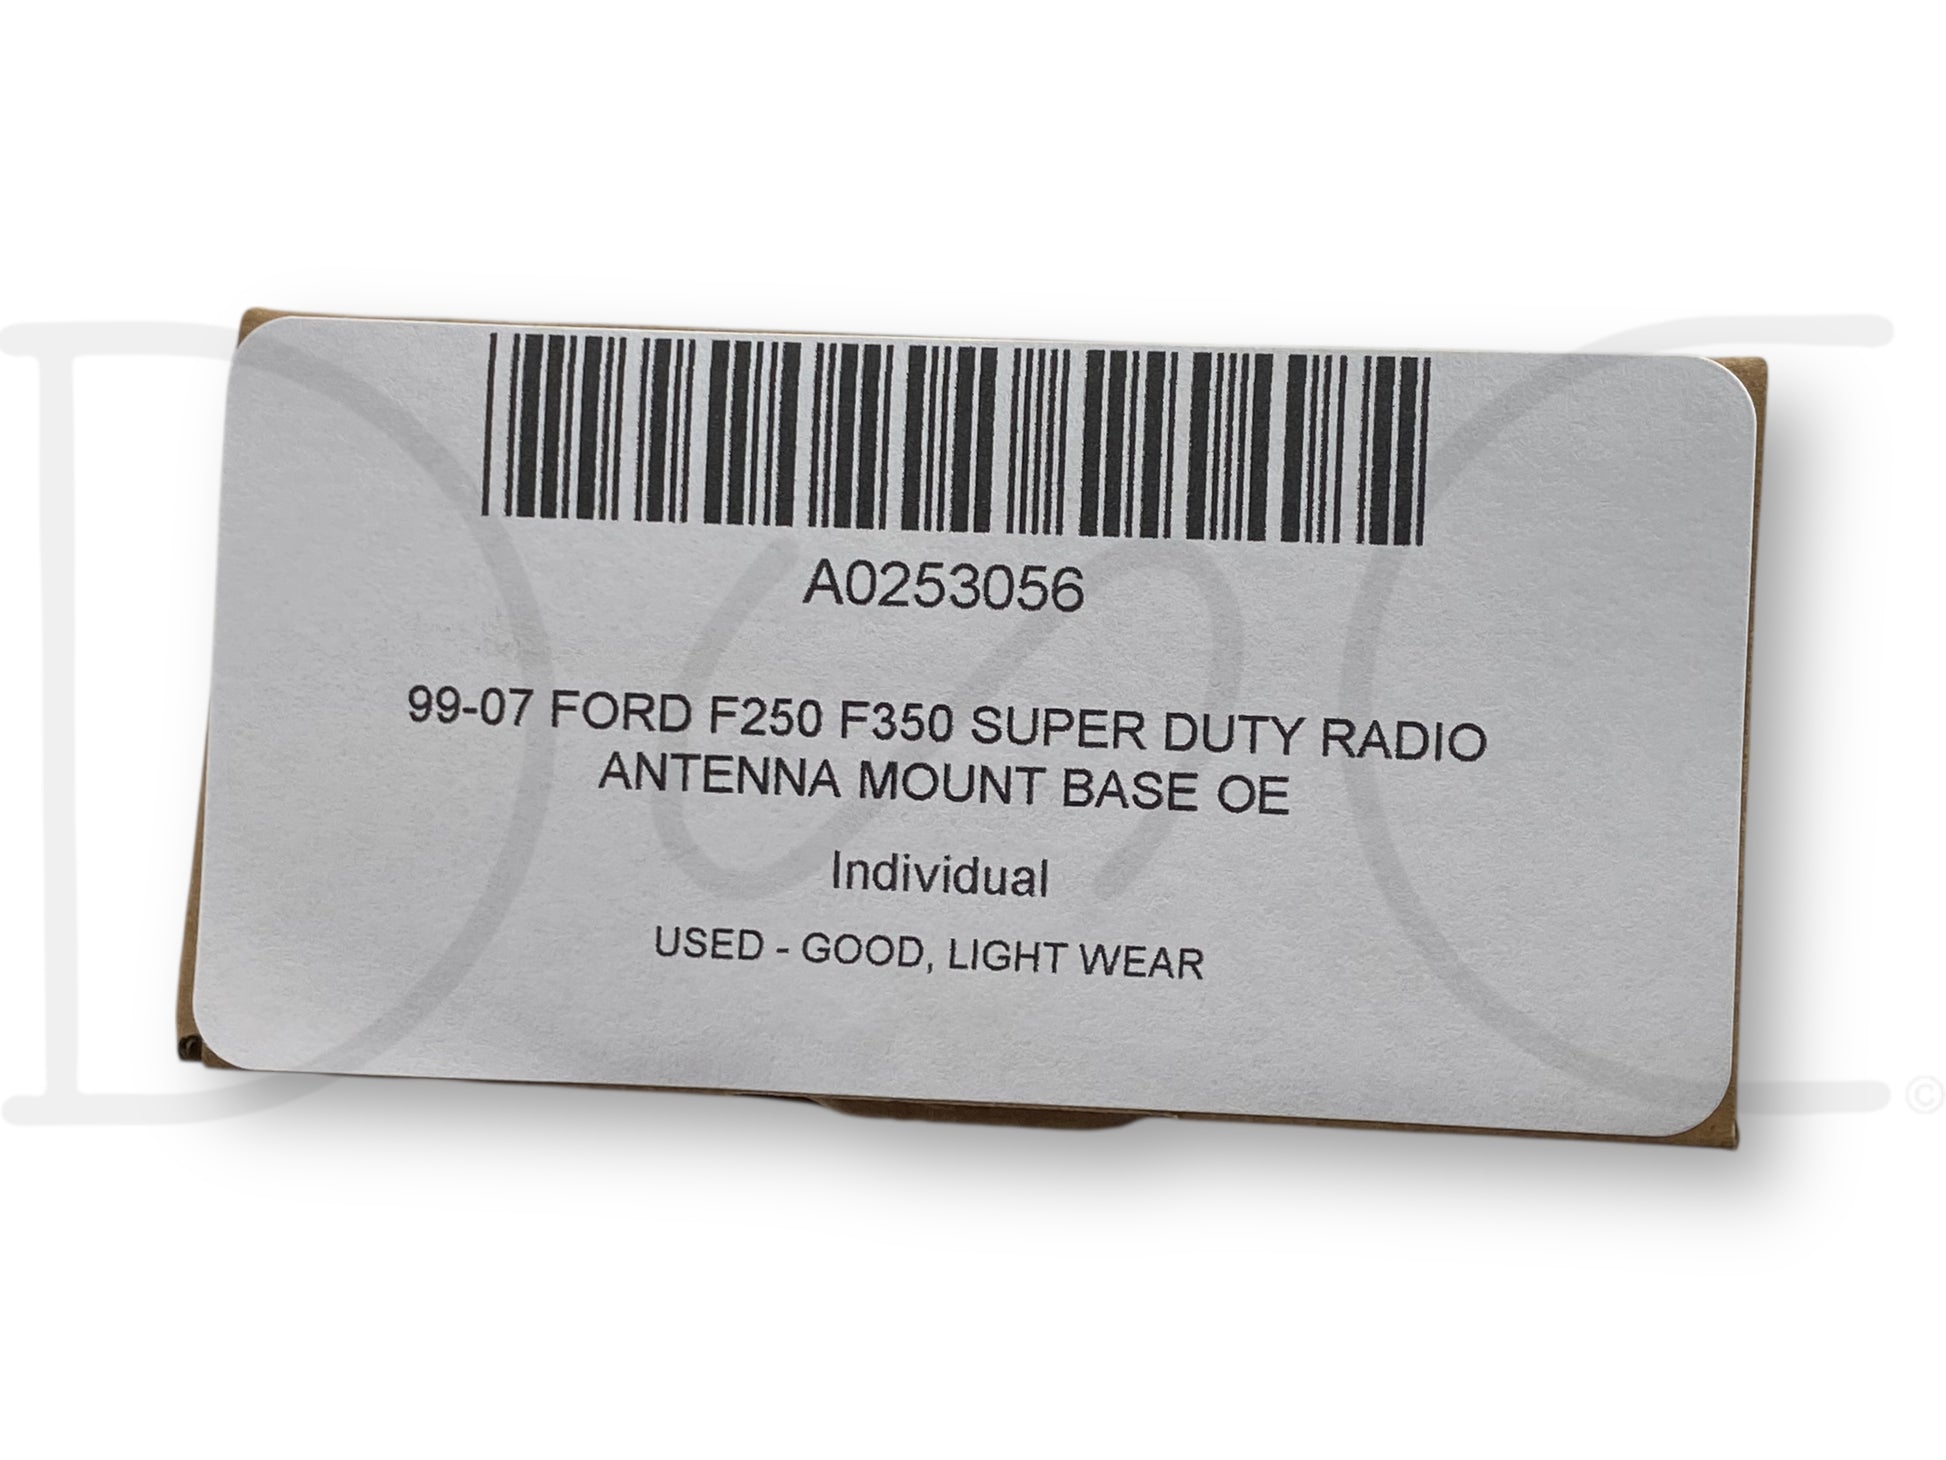 A0253056
99-07 FORD F250 F350 SUPER DUTY RADIO
ANTENNA MOUNT BASE OE
Individual
USED - GOOD, LIGHT WEAR
D&C ©